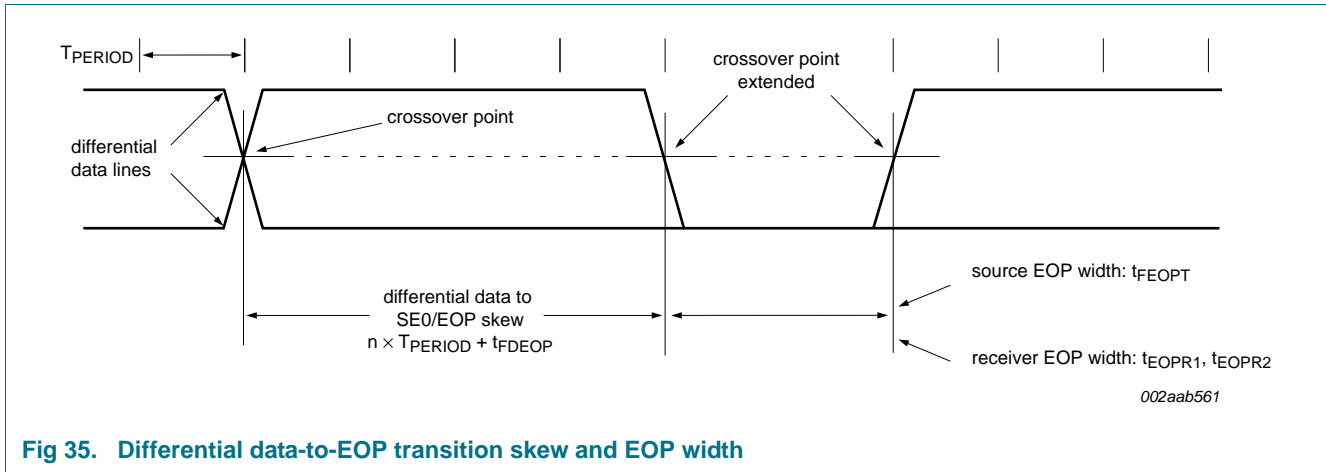 TPERIOD
crossover point
extended
crossover point
differential
data lines
source EOP width: tFEOPT
differential data to
SE0/EOP skew
n × TPERIOD + tFDEOP
receiver EOP width: tEOPR1, tEOPR2
002aab561
Fig 35. Differential data-to-EOP transition skew and EOP width